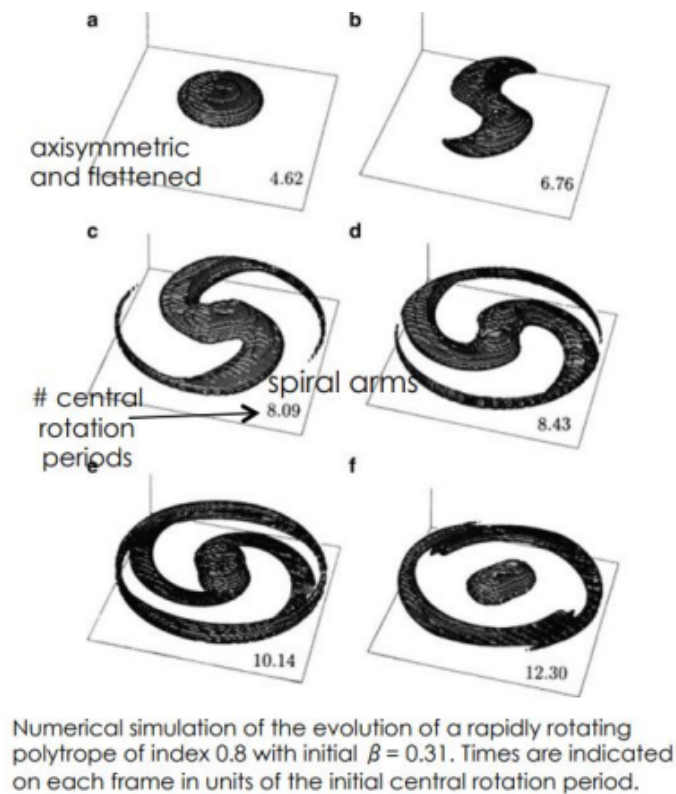 a
b
axisymmetric
and flattened
4.62
6.76
c
d
spiral arms
# central
rotation
periods
8.09
8.43
e
f
10.14
12.30
Numerical simulation of the evolution of a rapidly rotating
polytrope of index 0.8 with initial β = 0.31. Times are indicated
on each frame in units of the initial central rotation period.